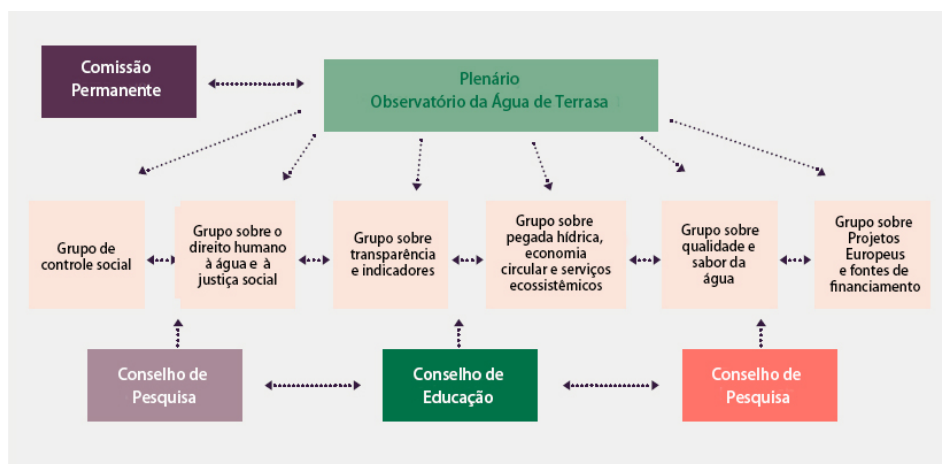 Comissão
Permanente
Plenário
Observatório da Água de Terrasa
Grupo de
controle social
Grupo sobre o
direito humano
à água e à
justiça social
Grupo sobre
transparência
e indicadores
Grupo sobre
pegada hídrica,
economia
circular e serviços
ecossistêmicos
Grupo sobre
qualidade e
sabor da
água
Grupo sobre
Projetos
Europeus
e fontes de
financiamento
Conselho de
Pesquisa
Conselho de
Educação
Conselho de
Pesquisa